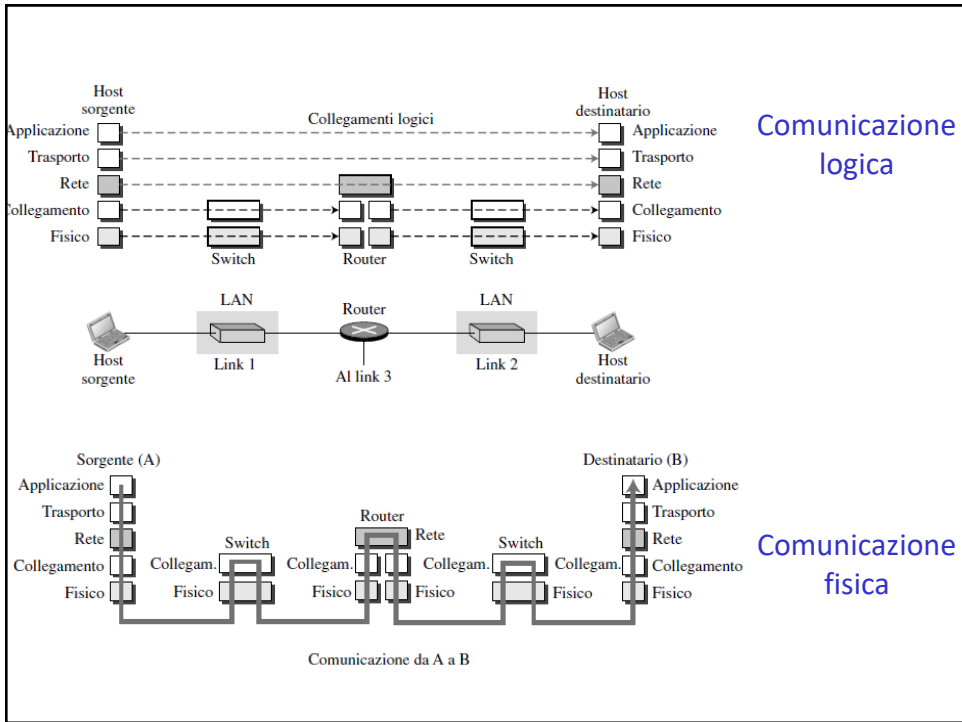 Host
sorgente
Host
destinatario
Applicazione
Collegamenti logici
Applicazione
Trasporto
Trasporto
Rete
Rete
Collegamento
Collegamento
Fisico
Fisico
Switch
Router
Switch
Comunicazione
logica
LAN
Router
LAN
Host
sorgente
Link 1
Al link 3
Link 2
Host
destinatario
Sorgente (A)
Destinatario (B)
Applicazione
Applicazione
Trasporto
Trasporto
Router
Rete
Switch
Rete
Switch
Rete
Collegamento
Collegam.
Collegam.
Collegam.
Collegam.
Collegamento
Fisico
Fisico
Fisico
Fisico
Fisico
Fisico
Comunicazione
fisica
Comunicazione da A a B